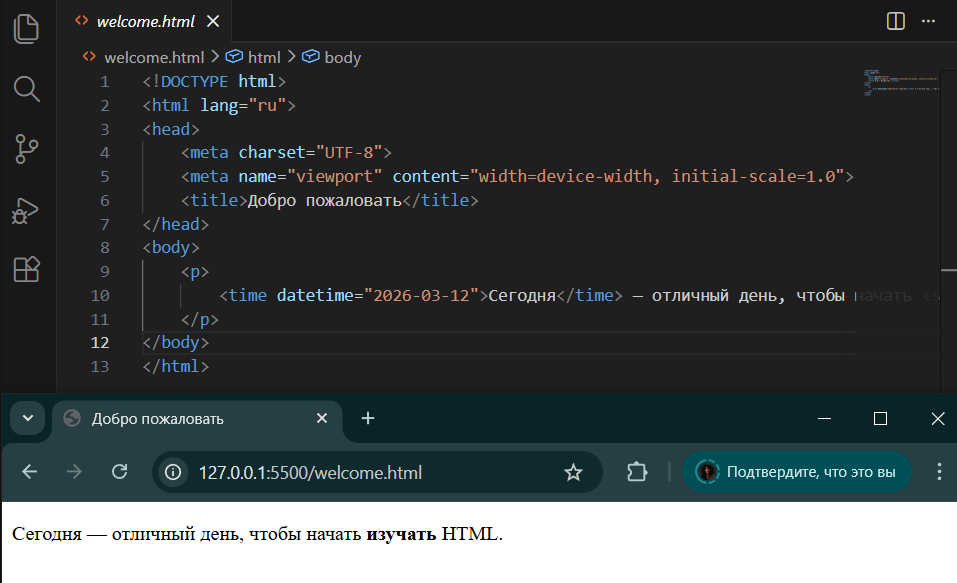 welcome.html
welcome.html > html > body
1 <!DOCTYPE html>
2 <html lang="ru">
3 <head>
4 <meta charset="UTF-8">
5 <meta name="viewport" content="width=device-width, initial-scale=1.0">
6 <title>Добро пожаловать</title>
7 </head>
8 <body>
9 <p>
10 <time datetime="2026-03-12">Сегодня</time> — отличный день, чтобы начать <s
11 </p>
12 </body>
13 </html>
Добро пожаловать
127.0.0.1:5500/welcome.html
Подтвердите, что это вы
Сегодня — отличный день, чтобы начать изучать HTML.